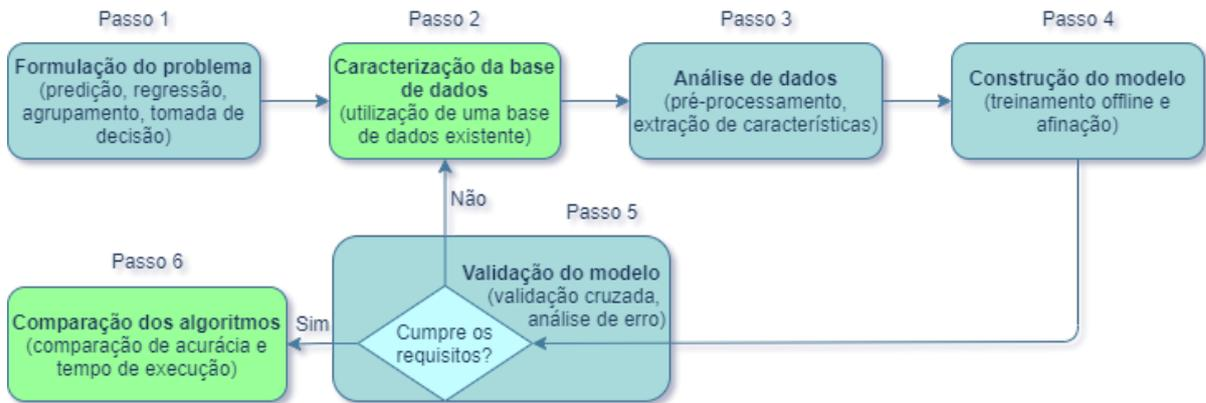 Passo 1
Formulação do problema
(predição, regressão,
agrupamento, tomada de
decisão)
Passo 2
Caracterização da base
de dados
(utilização de uma base
de dados existente)
Passo 3
Análise de dados
(pré-processamento,
extração de características)
Passo 4
Construção do modelo
(treinamento offline e
afinação)
Passo 5
Validação do modelo
(validação cruzada,
análise de erro)
Cumpre os
requisitos?
Não
Sim
Passo 6
Comparação dos algoritmos
(comparação de acurácia e
tempo de execução)